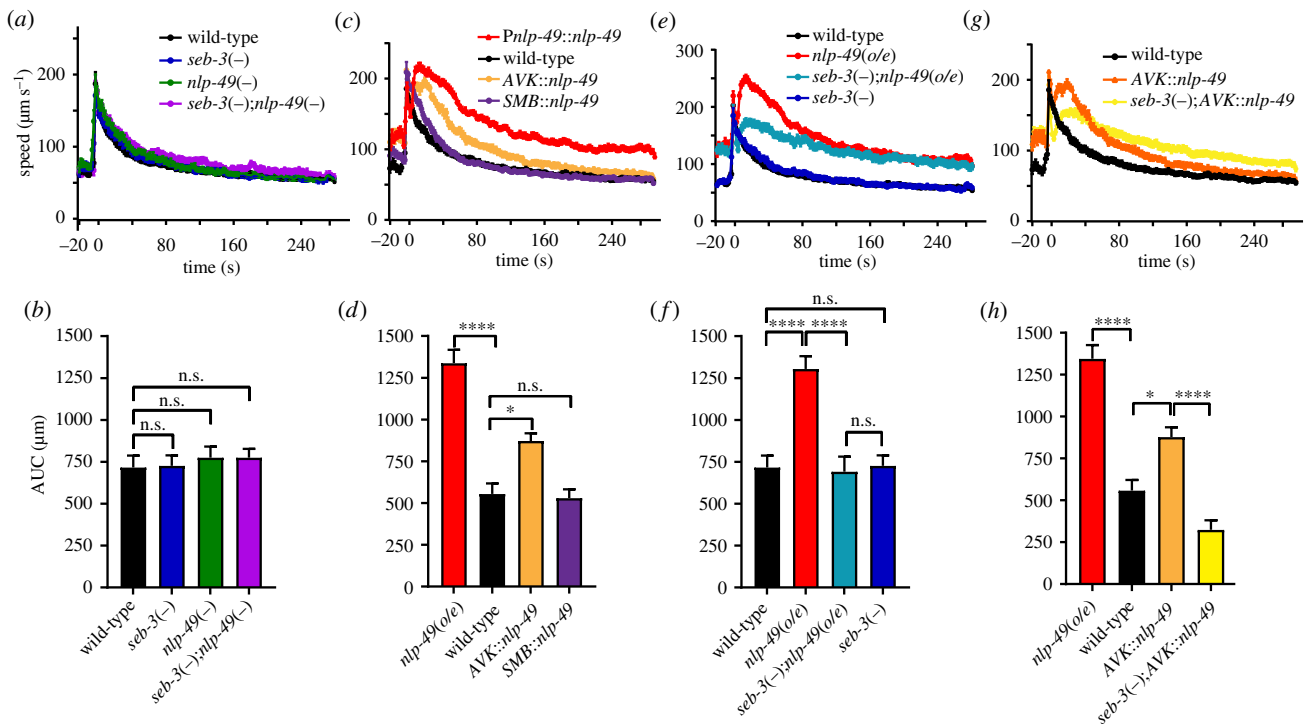 (a)
wild-type
seb-3(–)
nlp-49(–)
seb-3(–);nlp-49(–)
speed (µm s⁻¹)
200
150
100
50
0
–20 0 80 160 240
time (s)
(c)
Pnlp-49::nlp-49
wild-type
AVK::nlp-49
SMB::nlp-49
250
200
150
100
50
0
–20 0 80 160 240
time (s)
(e)
wild-type
nlp-49(o/e)
seb-3(–);nlp-49(o/e)
seb-3(–)
300
250
200
150
100
50
0
–20 0 80 160 240
time (s)
(g)
wild-type
AVK::nlp-49
seb-3(–);AVK::nlp-49
200
100
0
–20 0 80 160 240
time (s)
(b)
AUC (µm)
1500
1250
1000
750
500
250
0
n.s.
n.s.
n.s.
wild-type
seb-3(–)
nlp-49(–)
seb-3(–);nlp-49(–)
(d)
1500
1250
1000
750
500
250
0
****
n.s.
*
nlp-49(o/e)
wild-type
AVK::nlp-49
SMB::nlp-49
(f)
1500
1250
1000
750
500
250
0
n.s.
**** ****
n.s.
wild-type
nlp-49(o/e)
seb-3(–);nlp-49(o/e)
seb-3(–)
(h)
1500
1250
1000
750
500
250
0
****
* ****
nlp-49(o/e)
wild-type
AVK::nlp-49
seb-3(–);AVK::nlp-49